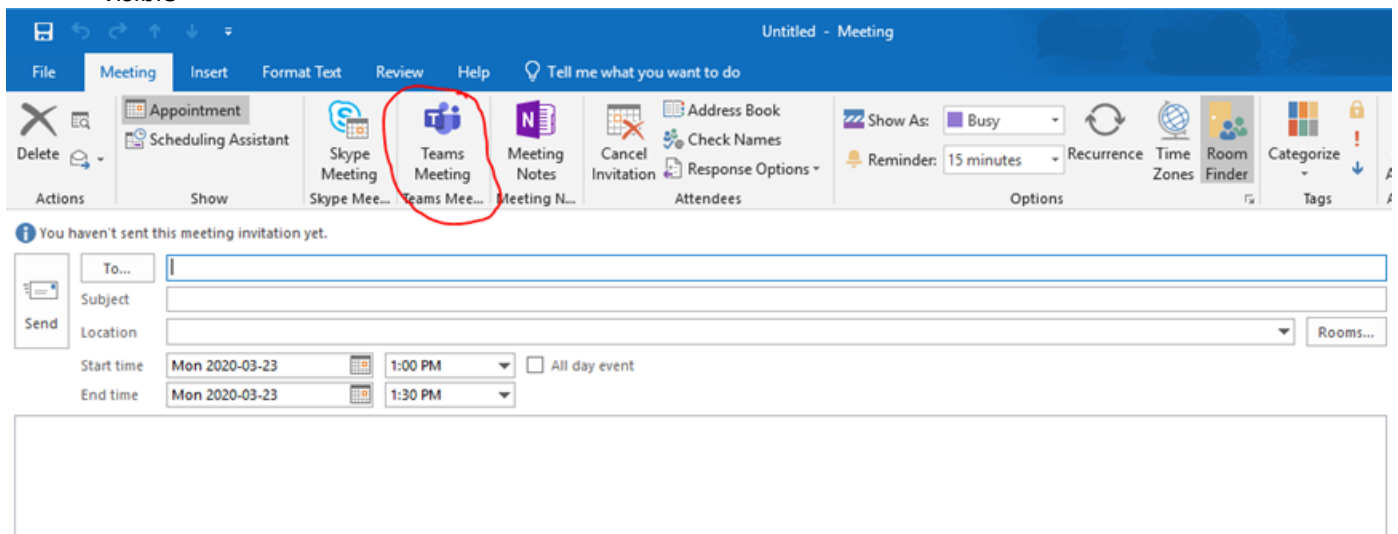 Untitled - Meeting
File Meeting Insert Format Text Review Help Tell me what you want to do
Delete
Actions
Appointment
Scheduling Assistant
Show
Skype Meeting
Skype Mee...
Teams Meeting
Teams Mee...
Meeting Notes
Meeting N...
Cancel Invitation
Address Book
Check Names
Response Options
Attendees
Show As: Busy
Reminder: 15 minutes
Recurrence
Time Zones
Room Finder
Options
Categorize
Tags
You haven't sent this meeting invitation yet.
Send
To...
Subject
Location Rooms...
Start time Mon 2020-03-23 1:00 PM All day event
End time Mon 2020-03-23 1:30 PM